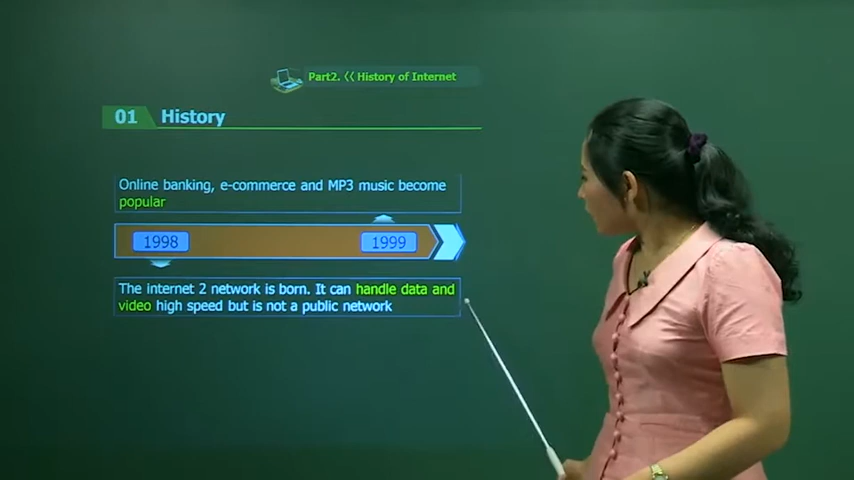 Part2. << History of Internet
01 History
Online banking, e-commerce and MP3 music become
popular
1998
1999
The internet 2 network is born. It can handle data and
video high speed but is not a public network